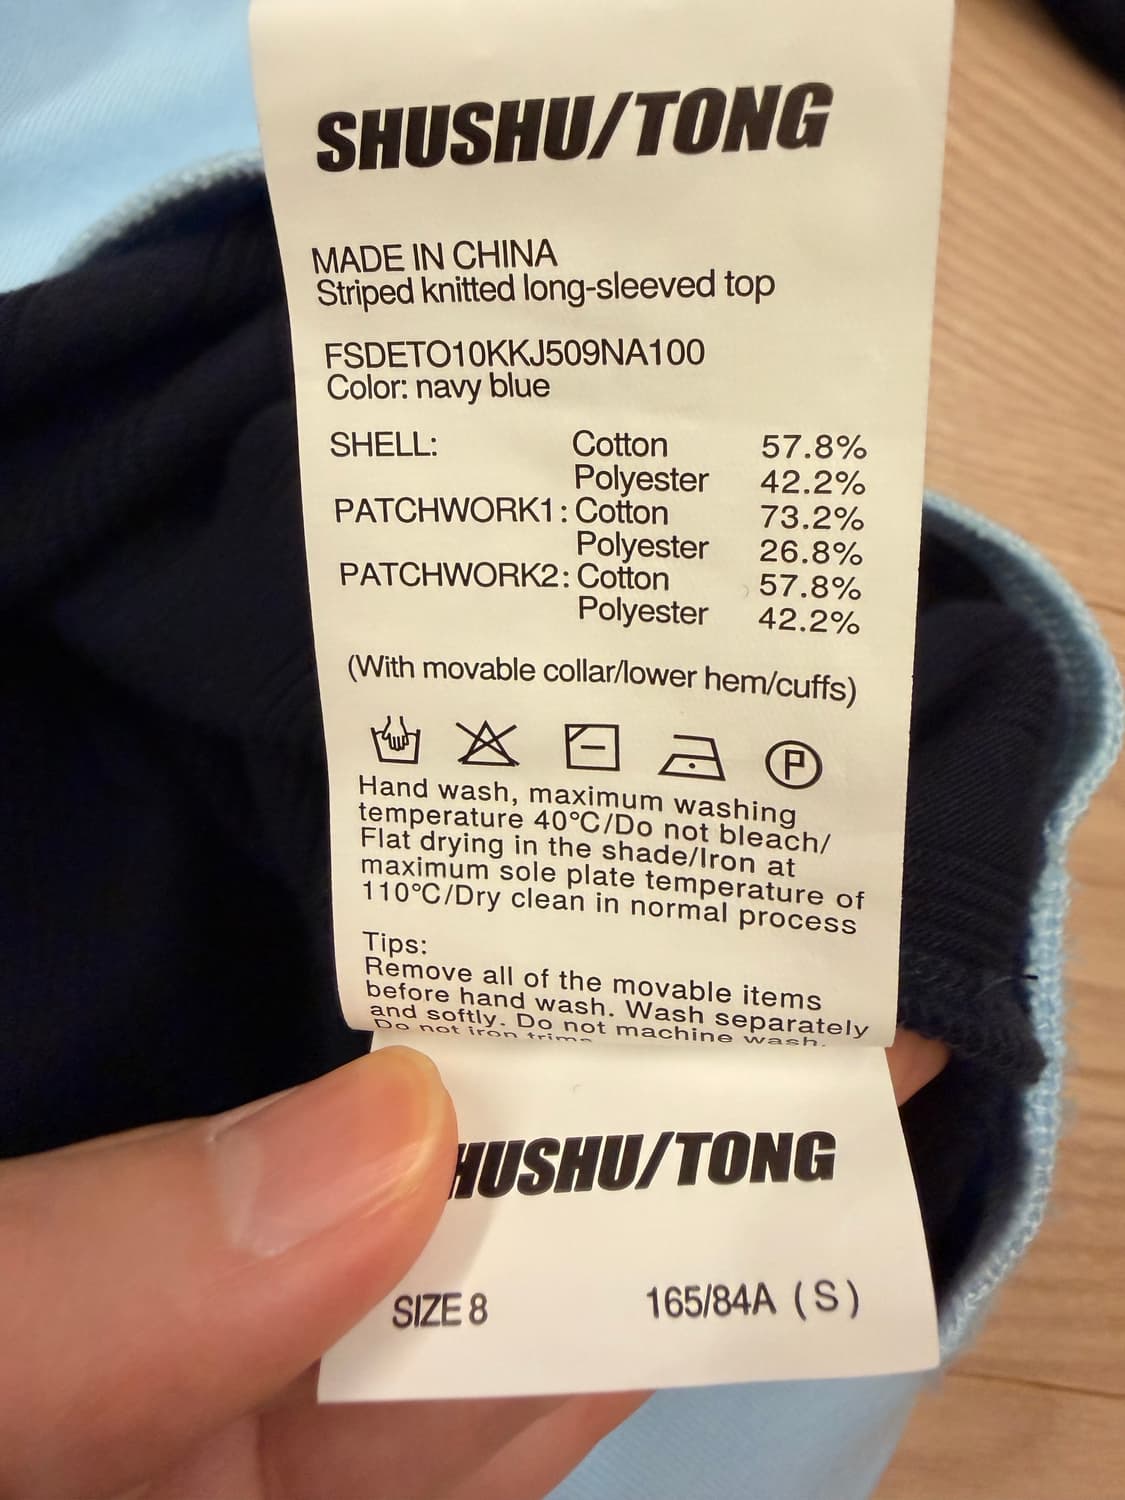 SHUSHU/TONG
MADE IN CHINA
Striped knitted long-sleeved top
FSDETO10KKJ509NA100
Color: navy blue
SHELL: Cotton 57.8%
Polyester 42.2%
PATCHWORK1: Cotton 73.2%
Polyester 26.8%
PATCHWORK2: Cotton 57.8%
Polyester 42.2%
(With movable collar/lower hem/cuffs)
P
Hand wash, maximum washing
temperature 40°C/Do not bleach/
Flat drying in the shade/Iron at
maximum sole plate temperature of
110°C/Dry clean in normal process
Tips:
Remove all of the movable items
before hand wash. Wash separately
and softly. Do not machine wash.
Do not iron trims
HUSHU/TONG
SIZE 8 165/84A (S)